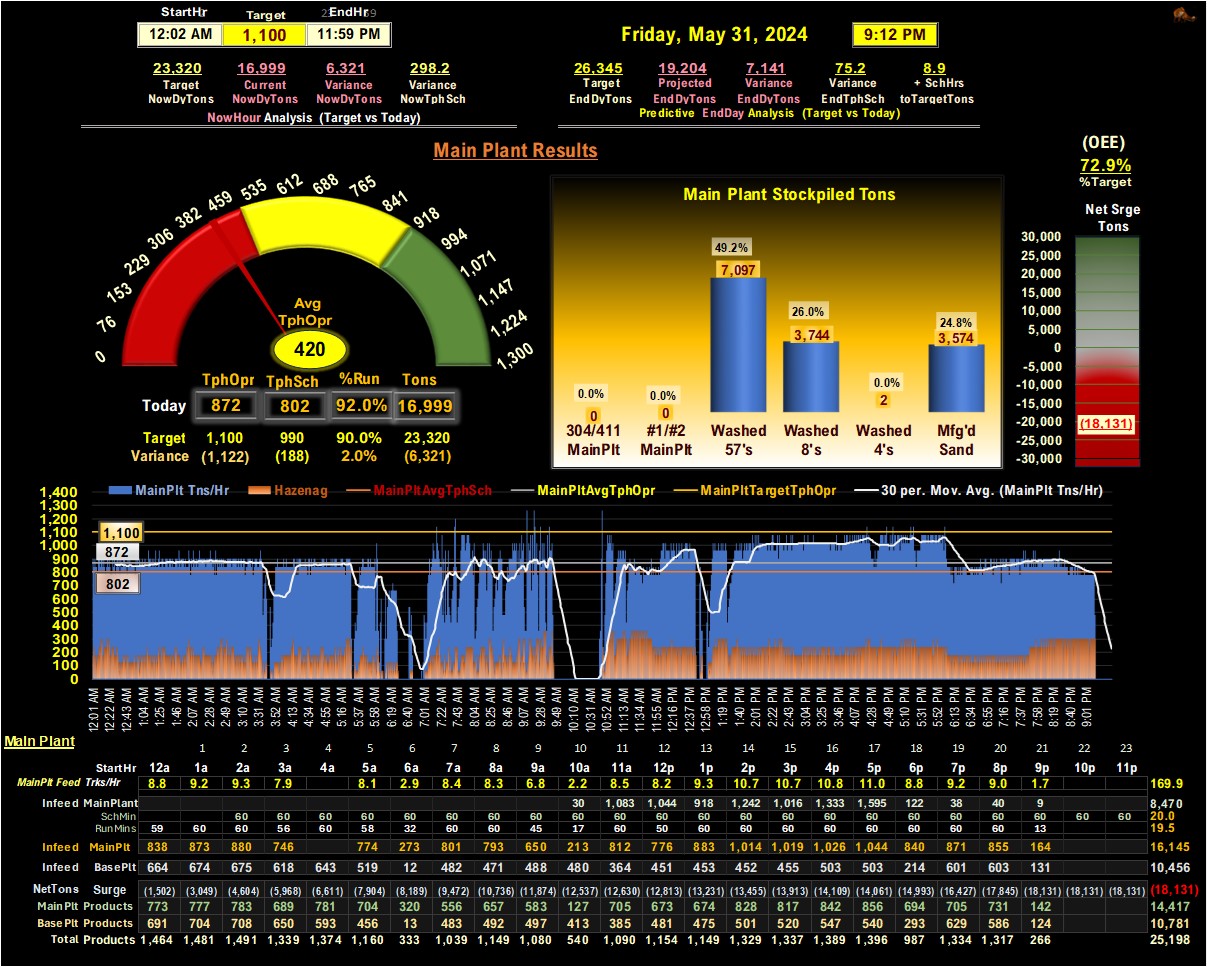 StartHr Target EndHr
12:02 AM 1,100 11:59 PM
Friday, May 31, 2024 9:12 PM
23,320 16,999 6,321 298.2
Target Current Variance Variance
NowDyTons NowDyTons NowDyTons NowTphSch
NowHour Analysis (Target vs Today)
26,345 19,204 7,141 75.2 8.9
Target Projected Variance Variance + SchHrs
EndDyTons EndDyTons EndDyTons EndTphSch toTargetTons
Predictive EndDay Analysis (Target vs Today)
Main Plant Results
(OEE)
72.9%
%Target
Net Srge
Tons
30,000
25,000
20,000
15,000
10,000
5,000
0
-5,000
-10,000
-15,000
-20,000
-25,000
-30,000
(18,131)
0 76 153 229 306 382 459 535 612 688 765 841 918 994 1,071 1,147 1,224 1,300
Avg
TphOpr
420
TphOpr TphSch %Run Tons
Today 872 802 92.0% 16,999
Target 1,100 990 90.0% 23,320
Variance (1,122) (188) 2.0% (6,321)
Main Plant Stockpiled Tons
0.0% 0.0% 49.2% 26.0% 0.0% 24.8%
0 0 7,097 3,744 2 3,574
304/411 #1/#2 Washed Washed Washed Mfg'd
MainPlt MainPlt 57's 8's 4's Sand
MainPlt Tns/Hr Hazenag MainPltAvgTphSch MainPltAvgTphOpr MainPltTargetTphOpr 30 per. Mov. Avg. (MainPlt Tns/Hr)
1,400
1,300
1,200
1,100
1,000
900
800
700
600
500
400
300
200
100
0
1,100
872
802
12:01 AM 12:22 AM 12:43 AM 1:04 AM 1:25 AM 1:46 AM 2:07 AM 2:28 AM 2:49 AM 3:10 AM 3:31 AM 3:52 AM 4:13 AM 4:34 AM 4:55 AM 5:16 AM 5:37 AM 5:58 AM 6:19 AM 6:40 AM 7:01 AM 7:22 AM 7:43 AM 8:04 AM 8:25 AM 8:46 AM 9:07 AM 9:28 AM 9:49 AM 10:10 AM 10:31 AM 10:52 AM 11:13 AM 11:34 AM 11:55 AM 12:16 PM 12:37 PM 12:58 PM 1:19 PM 1:40 PM 2:01 PM 2:22 PM 2:43 PM 3:04 PM 3:25 PM 3:46 PM 4:07 PM 4:28 PM 4:49 PM 5:10 PM 5:31 PM 5:52 PM 6:13 PM 6:34 PM 6:55 PM 7:16 PM 7:37 PM 7:58 PM 8:19 PM 8:40 PM 9:01 PM
Main Plant
1 2 3 4 5 6 7 8 9 10 11 12 13 14 15 16 17 18 19 20 21 22 23
StartHr 12a 1a 2a 3a 4a 5a 6a 7a 8a 9a 10a 11a 12p 1p 2p 3p 4p 5p 6p 7p 8p 9p 10p 11p
MainPlt Feed Trks/Hr 8.8 9.2 9.3 7.9 8.1 2.9 8.4 8.3 6.8 2.2 8.5 8.2 9.3 10.7 10.7 10.8 11.0 8.8 9.2 9.0 1.7 169.9
Infeed MainPlant 30 1,083 1,044 918 1,242 1,016 1,333 1,595 122 38 40 9 8,470
SchMin 60 60 60 60 60 60 60 60 60 60 60 60 60 60 60 60 60 60 60 60 60 60 20.0
RunMins 59 60 60 56 60 58 32 60 60 45 17 60 50 60 60 60 60 60 60 60 60 13 19.5
Infeed MainPlt 838 873 880 746 774 273 801 793 650 213 812 776 883 1,014 1,019 1,026 1,044 840 871 855 164 16,145
Infeed BasePlt 664 674 675 618 643 519 12 482 471 488 480 364 451 453 452 455 503 503 214 601 603 131 10,456
NetTons Surge (1,502) (3,049) (4,604) (5,968) (6,611) (7,904) (8,189) (9,472) (10,736) (11,874) (12,537) (12,630) (12,813) (13,231) (13,455) (13,913) (14,109) (14,061) (14,993) (16,427) (17,845) (18,131) (18,131) (18,131) (18,131)
MainPlt Products 773 777 783 689 781 704 320 556 657 583 127 705 673 674 828 817 842 856 694 705 731 142 14,417
BasePlt Products 691 704 708 650 593 456 13 483 492 497 413 385 481 475 501 520 547 540 293 629 586 124 10,781
Total Products 1,464 1,481 1,491 1,339 1,374 1,160 333 1,039 1,149 1,080 540 1,090 1,154 1,149 1,329 1,337 1,389 1,396 987 1,334 1,317 266 25,198